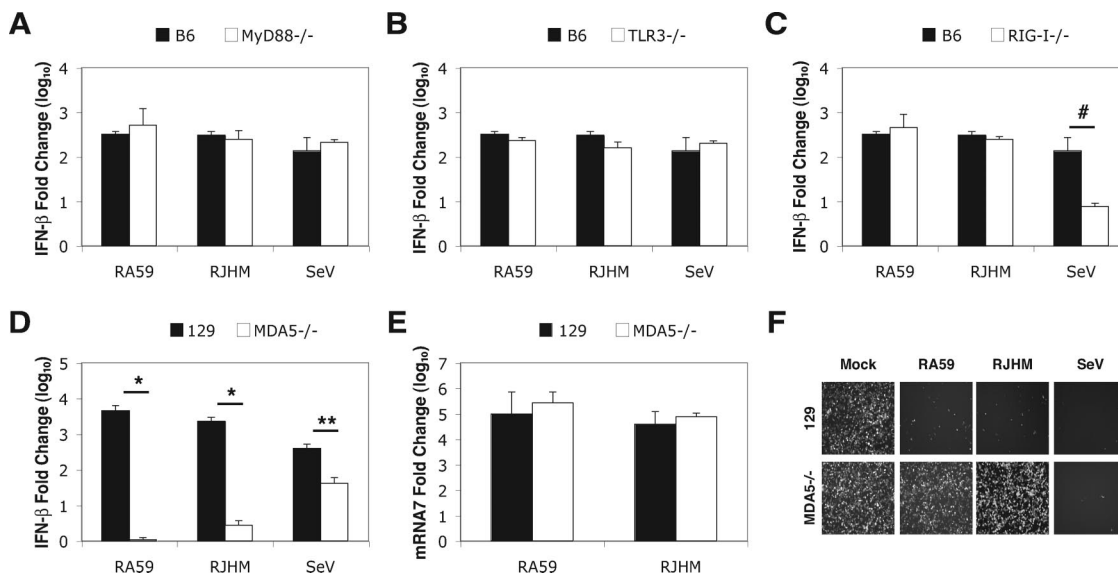 A
B6 MyD88-/-
IFN-β Fold Change (log10)
4
3
2
1
0
RA59 RJHM SeV
B
B6 TLR3-/-
IFN-β Fold Change (log10)
4
3
2
1
0
RA59 RJHM SeV
C
B6 RIG-I-/-
IFN-β Fold Change (log10)
4
3
2
1
0
#
RA59 RJHM SeV
D
129 MDA5-/-
IFN-β Fold Change (log10)
5
4
3
2
1
0
* * **
RA59 RJHM SeV
E
129 MDA5-/-
mRNA7 Fold Change (log10)
7
6
5
4
3
2
1
0
RA59 RJHM
F
Mock RA59 RJHM SeV
129
MDA5-/-